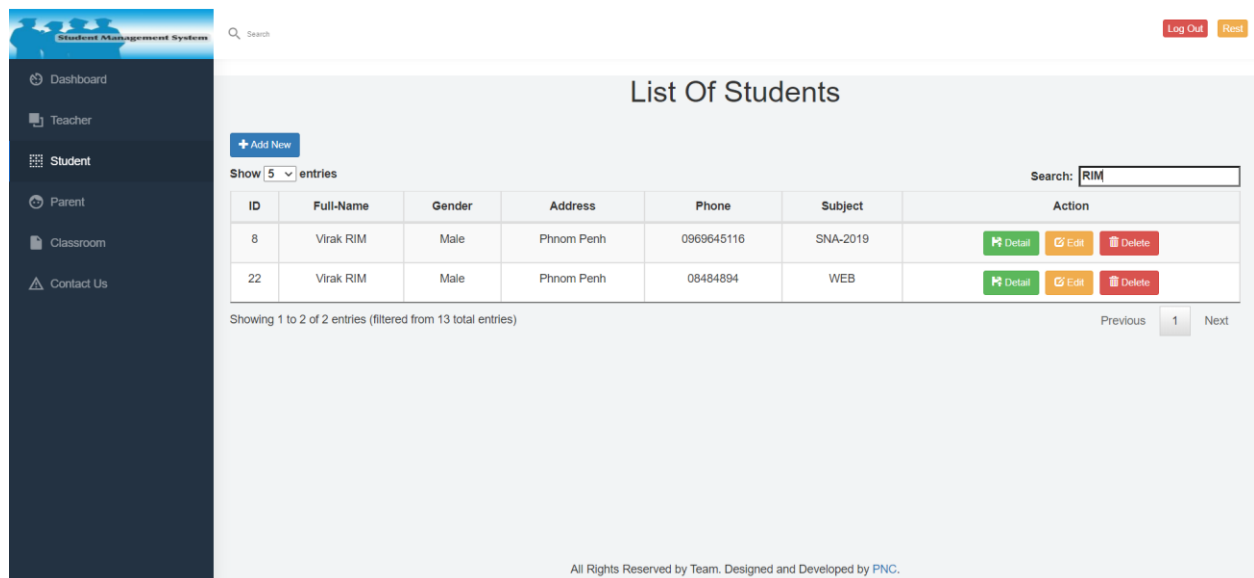 Student Management System
Search
Log Out Rest
Dashboard
Teacher
Student
Parent
Classroom
Contact Us
List Of Students
Add New
Show 5 entries
Search: RIM
ID Full-Name Gender Address Phone Subject Action
8 Virak RIM Male Phnom Penh 0969645116 SNA-2019 Detail Edit Delete
22 Virak RIM Male Phnom Penh 08484894 WEB Detail Edit Delete
Showing 1 to 2 of 2 entries (filtered from 13 total entries)
Previous 1 Next
All Rights Reserved by Team. Designed and Developed by PNC.